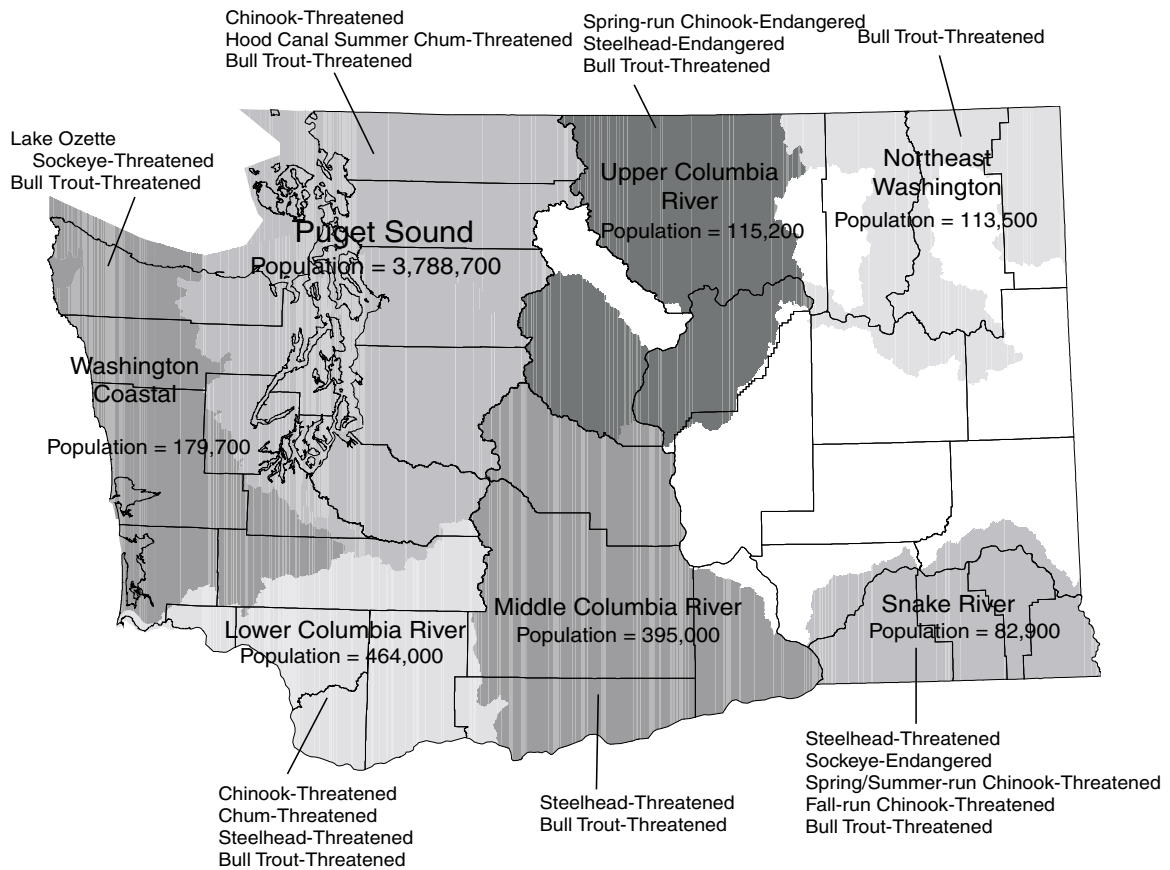 Chinook-Threatened
Hood Canal Summer Chum-Threatened
Bull Trout-Threatened
Spring-run Chinook-Endangered
Steelhead-Endangered
Bull Trout-Threatened
Bull Trout-Threatened
Lake Ozette
Sockeye-Threatened
Bull Trout-Threatened
Puget Sound
Population = 3,788,700
Upper Columbia
River
Population = 115,200
Northeast
Washington
Population = 113,500
Washington
Coastal
Population = 179,700
Lower Columbia River
Population = 464,000
Middle Columbia River
Population = 395,000
Snake River
Population = 82,900
Chinook-Threatened
Chum-Threatened
Steelhead-Threatened
Bull Trout-Threatened
Steelhead-Threatened
Bull Trout-Threatened
Steelhead-Threatened
Sockeye-Endangered
Spring/Summer-run Chinook-Threatened
Fall-run Chinook-Threatened
Bull Trout-Threatened